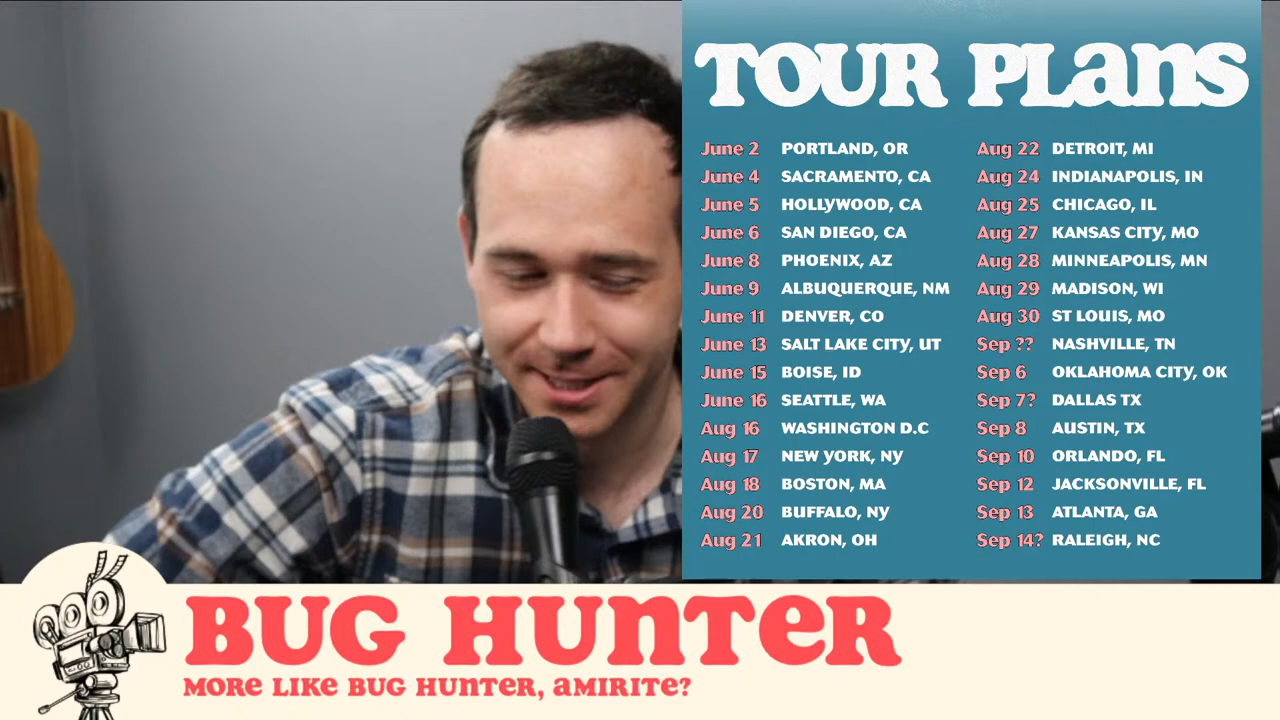 TOUR PLANS
June 2 PORTLAND, OR
June 4 SACRAMENTO, CA
June 5 HOLLYWOOD, CA
June 6 SAN DIEGO, CA
June 8 PHOENIX, AZ
June 9 ALBUQUERQUE, NM
June 11 DENVER, CO
June 13 SALT LAKE CITY, UT
June 15 BOISE, ID
June 16 SEATTLE, WA
Aug 16 WASHINGTON D.C
Aug 17 NEW YORK, NY
Aug 18 BOSTON, MA
Aug 20 BUFFALO, NY
Aug 21 AKRON, OH
Aug 22 DETROIT, MI
Aug 24 INDIANAPOLIS, IN
Aug 25 CHICAGO, IL
Aug 27 KANSAS CITY, MO
Aug 28 MINNEAPOLIS, MN
Aug 29 MADISON, WI
Aug 30 ST LOUIS, MO
Sep ?? NASHVILLE, TN
Sep 6 OKLAHOMA CITY, OK
Sep 7? DALLAS TX
Sep 8 AUSTIN, TX
Sep 10 ORLANDO, FL
Sep 12 JACKSONVILLE, FL
Sep 13 ATLANTA, GA
Sep 14? RALEIGH, NC
BUG HUNTER
MORE LIKE BUG HUNTER, AMIRITE?